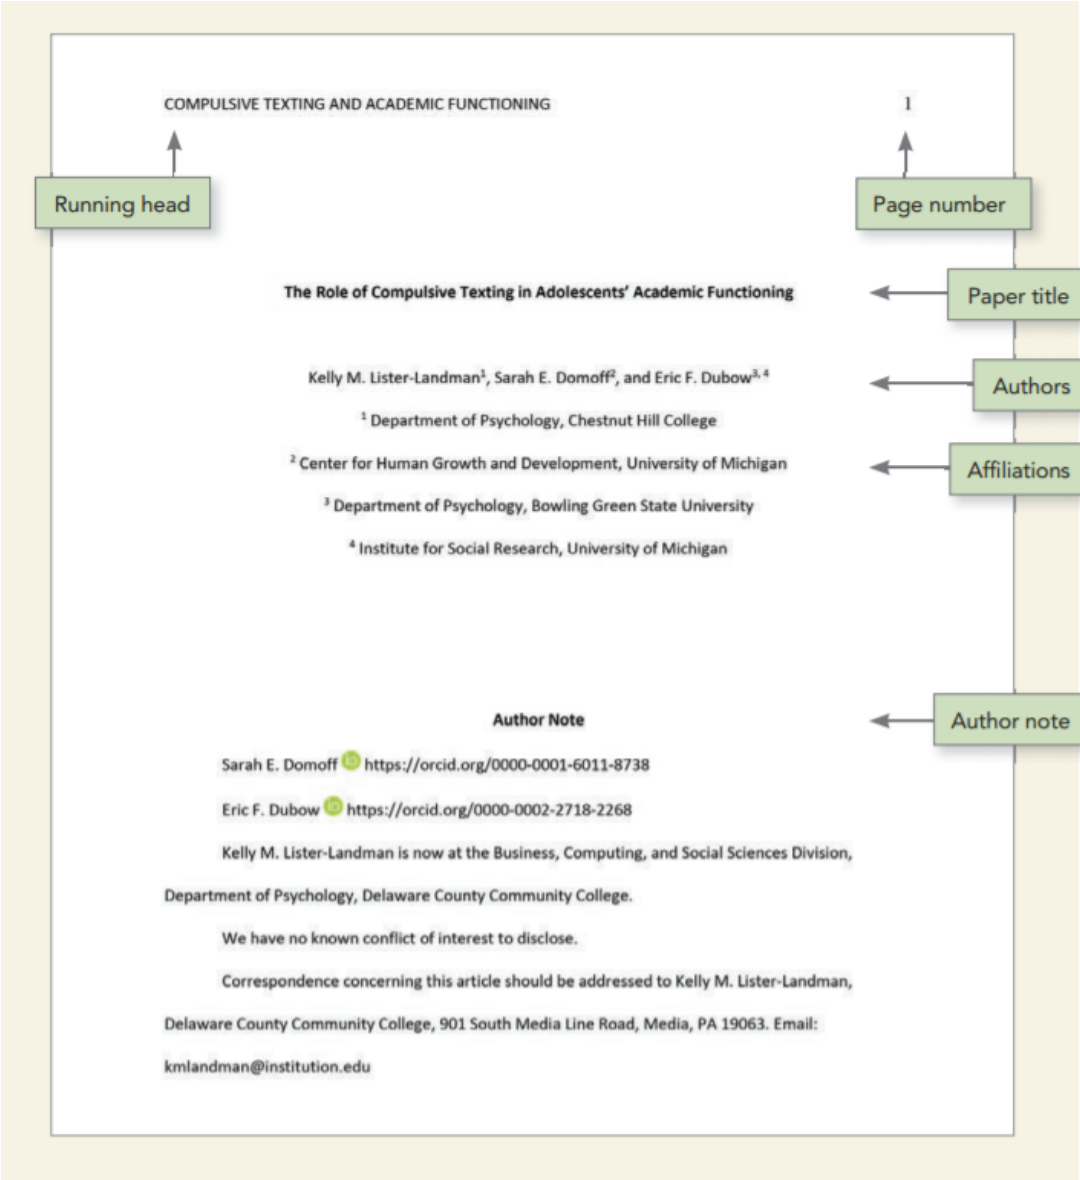 COMPULSIVE TEXTING AND ACADEMIC FUNCTIONING 1
Running head
Page number
The Role of Compulsive Texting in Adolescents’ Academic Functioning
Paper title
Kelly M. Lister-Landman¹, Sarah E. Domoff², and Eric F. Dubow³, ⁴
Authors
¹ Department of Psychology, Chestnut Hill College
² Center for Human Growth and Development, University of Michigan
Affiliations
³ Department of Psychology, Bowling Green State University
⁴ Institute for Social Research, University of Michigan
Author Note
Author note
Sarah E. Domoff iD https://orcid.org/0000-0001-6011-8738
Eric F. Dubow iD https://orcid.org/0000-0002-2718-2268
Kelly M. Lister-Landman is now at the Business, Computing, and Social Sciences Division,
Department of Psychology, Delaware County Community College.
We have no known conflict of interest to disclose.
Correspondence concerning this article should be addressed to Kelly M. Lister-Landman,
Delaware County Community College, 901 South Media Line Road, Media, PA 19063. Email:
kmlandman@institution.edu